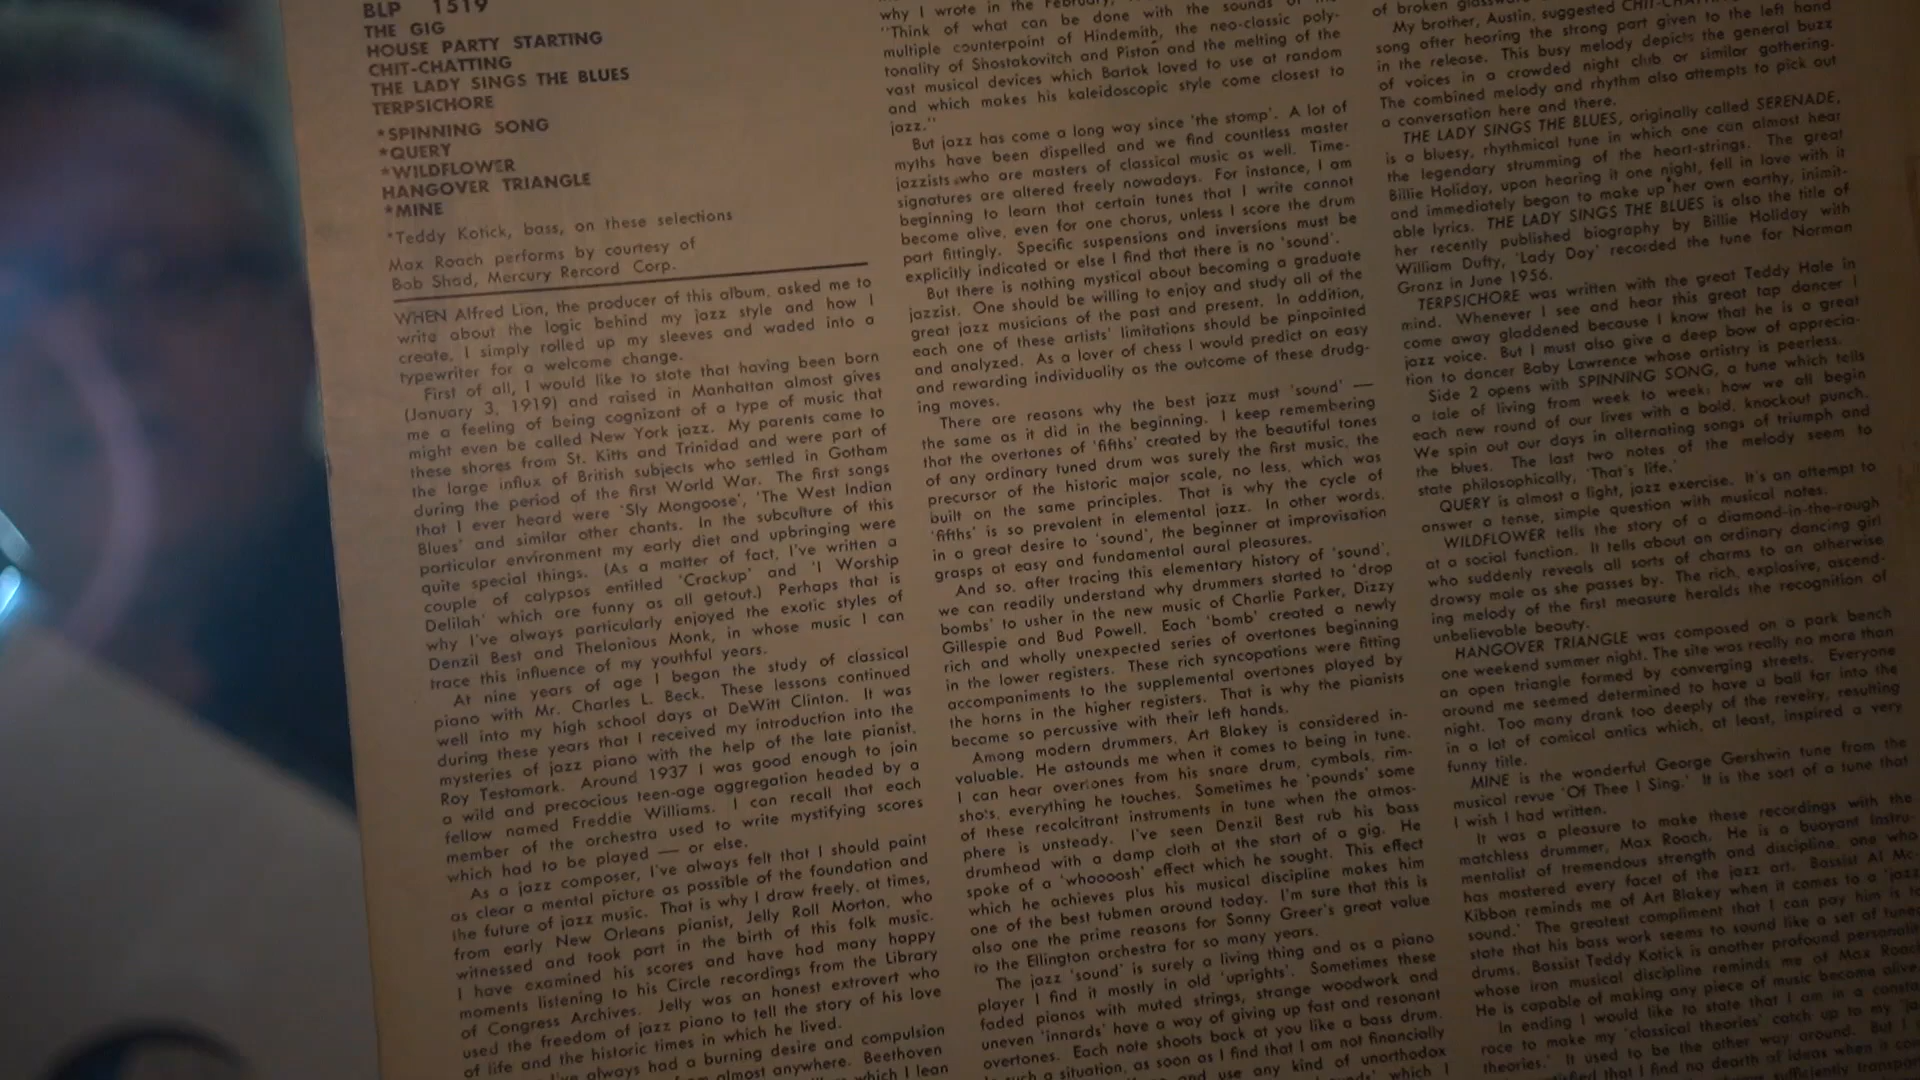 BLP 1519
THE GIG
HOUSE PARTY STARTING
CHIT-CHATTING
THE LADY SINGS THE BLUES
TERPSICHORE
*SPINNING SONG
*QUERY
*WILDFLOWER
HANGOVER TRIANGLE
*MINE
*Teddy Kotick, bass, on these selections
Max Roach performs by courtesy of
Bob Shad, Mercury Rercord Corp.
WHEN Alfred Lion, the producer of this album, asked me to
write about the logic behind my jazz style and how I
create, I simply rolled up my sleeves and waded into a
typewriter for a welcome change.
First of all, I would like to state that having been born
(January 3, 1919) and raised in Manhattan almost gives
me a feeling of being cognizant of a type of music that
might even be called New York jazz. My parents came to
these shores from St. Kitts and Trinidad and were part of
the large influx of British subjects who settled in Gotham
during the period of the first World War. The first songs
that I ever heard were 'Sly Mongoose', 'The West Indian
Blues' and similar other chants. In the subculture of this
particular environment my early diet and upbringing were
quite special things. (As a matter of fact, I've written a
couple of calypsos entitled 'Crackup' and 'I Worship
Delilah' which are funny as all getout.) Perhaps that is
why I've always particularly enjoyed the exotic styles of
Denzil Best and Thelonious Monk, in whose music I can
trace this influence of my youthful years.
At nine years of age I began the study of classical
piano with Mr. Charles L. Beck. These lessons continued
well into my high school days at DeWitt Clinton. It was
during these years that I received my introduction into the
mysteries of jazz piano with the help of the late pianist,
Roy Testamark. Around 1937 I was good enough to join
a wild and precocious teen-age aggregation headed by a
fellow named Freddie Williams. I can recall that each
member of the orchestra used to write mystifying scores
which had to be played — or else.
As a jazz composer, I've always felt that I should paint
as clear a mental picture as possible of the foundation and
the future of jazz music. That is why I draw freely, at times,
from early New Orleans pianist, Jelly Roll Morton, who
witnessed and took part in the birth of this folk music.
I have examined his scores and have had many happy
moments listening to his Circle recordings from the Library
of Congress Archives. Jelly was an honest extrovert who
used the freedom of jazz piano to tell the story of his love
of life and the historic times in which he lived.
I've always had a burning desire and compulsion
almost anywhere. Beethoven
which I lean
why I wrote in the February,
"Think of what can be done with the sounds of the
multiple counterpoint of Hindemith, the neo-classic poly-
tonality of Shostakovitch and Piston and the melting of the
vast musical devices which Bartok loved to use at random
and which makes his kaleidoscopic style come closest to
jazz."
But jazz has come a long way since 'the stomp'. A lot of
myths have been dispelled and we find countless master
jazzists who are masters of classical music as well. Time-
signatures are altered freely nowadays. For instance, I am
beginning to learn that certain tunes that I write cannot
become alive, even for one chorus, unless I score the drum
part fittingly. Specific suspensions and inversions must be
explicitly indicated or else I find that there is no 'sound'.
But there is nothing mystical about becoming a graduate
jazzist. One should be willing to enjoy and study all of the
great jazz musicians of the past and present. In addition,
each one of these artists' limitations should be pinpointed
and analyzed. As a lover of chess I would predict an easy
and rewarding individuality as the outcome of these drudg-
ing moves.
There are reasons why the best jazz must 'sound' —
the same as it did in the beginning. I keep remembering
that the overtones of 'fifths' created by the beautiful tones
of any ordinary tuned drum was surely the first music, the
precursor of the historic major scale, no less, which was
built on the same principles. That is why the cycle of
'fifths' is so prevalent in elemental jazz. In other words,
in a great desire to 'sound', the beginner at improvisation
grasps at easy and fundamental aural pleasures.
And so, after tracing this elementary history of 'sound',
we can readily understand why drummers started to 'drop
bombs' to usher in the new music of Charlie Parker, Dizzy
Gillespie and Bud Powell. Each 'bomb' created a newly
rich and wholly unexpected series of overtones beginning
in the lower registers. These rich syncopations were fitting
accompaniments to the supplemental overtones played by
the horns in the higher registers. That is why the pianists
became so percussive with their left hands.
Among modern drummers, Art Blakey is considered in-
valuable. He astounds me when it comes to being in tune.
I can hear overtones from his snare drum, cymbals, rim-
shots, everything he touches. Sometimes he 'pounds' some
of these recalcitrant instruments in tune when the atmos-
phere is unsteady. I've seen Denzil Best rub his bass
drumhead with a damp cloth at the start of a gig. He
spoke of a 'whoooosh' effect which he sought. This effect
which he achieves plus his musical discipline makes him
one of the best tubmen around today. I'm sure that this is
also one the prime reasons for Sonny Greer's great value
to the Ellington orchestra for so many years.
The jazz 'sound' is surely a living thing and as a piano
player I find it mostly in old 'uprights'. Sometimes these
faded pianos with muted strings, strange woodwork and
uneven 'innards' have a way of giving up fast and resonant
overtones. Each note shoots back at you like a bass drum.
such a situation, as soon as I find that I am not financially
and use any kind of unorthodox
which I
of broken glassware
My brother, Austin, suggested CHIT-CHATTING
song after hearing the strong part given to the left hand
in the release. This busy melody depicts the general buzz
of voices in a crowded night club or similar gathering.
The combined melody and rhythm also attempts to pick out
a conversation here and there.
THE LADY SINGS THE BLUES, originally called SERENADE,
is a bluesy, rhythmical tune in which one can almost hear
the legendary strumming of the heart-strings. The great
Billie Holiday, upon hearing it one night, fell in love with it
and immediately began to make up her own earthy, inimit-
able lyrics. THE LADY SINGS THE BLUES is also the title of
her recently published biography by Billie Holiday with
William Dufty, 'Lady Day' recorded the tune for Norman
Granz in June 1956.
TERPSICHORE was written with the great Teddy Hale in
mind. Whenever I see and hear this great tap dancer I
come away gladdened because I know that he is a great
jazz voice. But I must also give a deep bow of apprecia-
tion to dancer Baby Lawrence whose artistry is peerless.
Side 2 opens with SPINNING SONG, a tune which tells
a tale of living from week to week; how we all begin
each new round of our lives with a bold, knockout punch.
We spin out our days in alternating songs of triumph and
the blues. The last two notes of the melody seem to
state philosophically, 'That's life.'
QUERY is almost a light, jazz exercise. It's an attempt to
answer a tense, simple question with musical notes.
WILDFLOWER tells the story of a diamond-in-the-rough
at a social function. It tells about an ordinary dancing girl
who suddenly reveals all sorts of charms to an otherwise
drowsy male as she passes by. The rich, explosive, ascend-
ing melody of the first measure heralds the recognition of
unbelievable beauty.
HANGOVER TRIANGLE was composed on a park bench
one weekend summer night. The site was really no more than
an open triangle formed by converging streets. Everyone
around me seemed determined to have a ball far into the
night. Too many drank too deeply of the revelry, resulting
in a lot of comical antics which, at least, inspired a very
funny title.
MINE is the wonderful George Gershwin tune from the
musical revue 'Of Thee I Sing.' It is the sort of a tune that
I wish I had written.
It was a pleasure to make these recordings with the
matchless drummer, Max Roach. He is a buoyant instru-
mentalist of tremendous strength and discipline, one who
has mastered every facet of the jazz art. Bassist Al Mc-
Kibbon reminds me of Art Blakey when it comes to a 'jazz
sound.' The greatest compliment that I can pay him is to
state that his bass work seems to sound like a set of tuned
drums. Bassist Teddy Kotick is another profound personality
whose iron musical discipline reminds me of Max Roach.
He is capable of making any piece of music become alive.
In ending I would like to state that I am in a constant
race to make my 'classical theories' catch up to my 'jazz
theories.' It used to be the other way around. But I
find no dearth of ideas when it
sufficiently